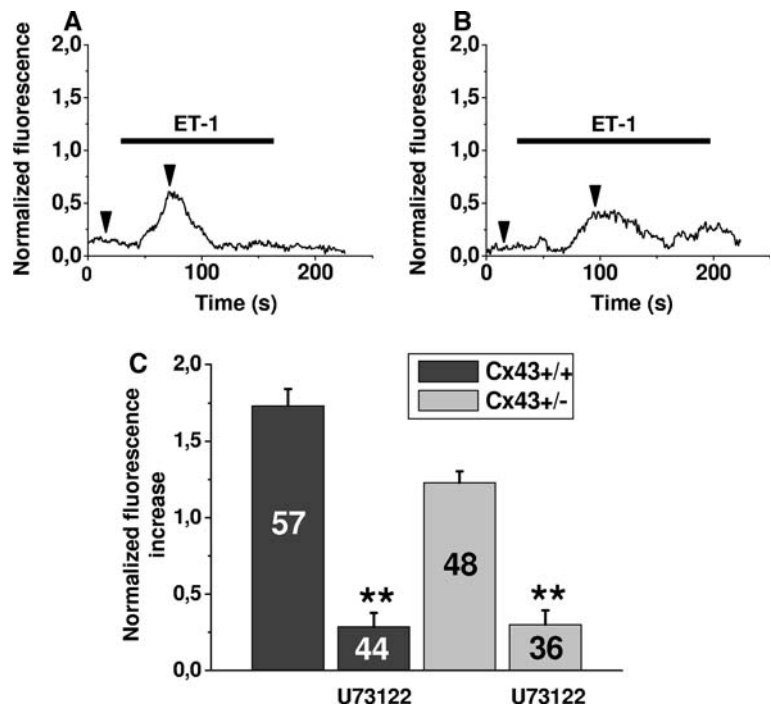 A
Normalized fluorescence
2,0
1,5
1,0
0,5
0,0
ET-1
0
100
200
Time (s)
B
Normalized fluorescence
2,0
1,5
1,0
0,5
0,0
ET-1
0
100
200
Time (s)
C
Normalized fluorescence
increase
2,0
1,5
1,0
0,5
0,0
Cx43+/+
Cx43+/-
57
**
44
48
**
36
U73122
U73122